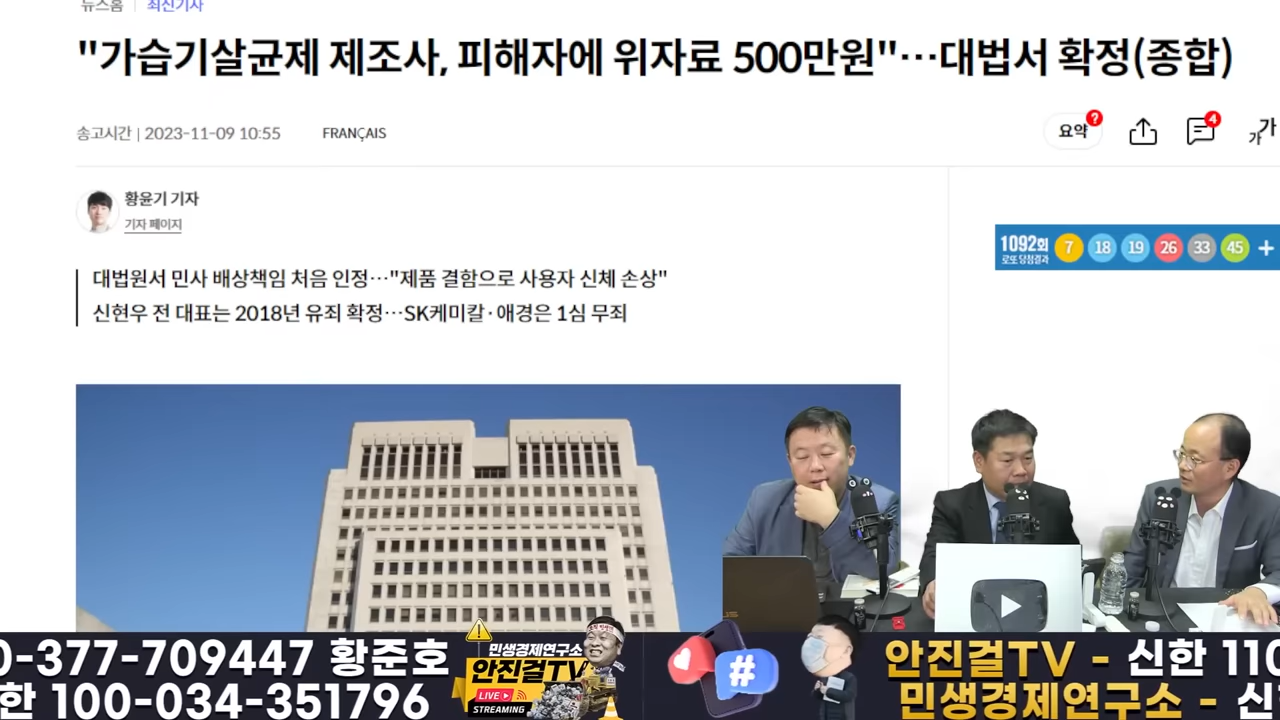 뉴스홈 | 최신기사
"가습기살균제 제조사, 피해자에 위자료 500만원"…대법서 확정(종합)
송고시간 | 2023-11-09 10:55 FRANÇAIS
요약 ? 4 가가
황윤기 기자
기자 페이지
1092회 로또 당첨결과 7 18 19 26 33 45 +
대법원서 민사 배상책임 처음 인정…"제품 결함으로 사용자 신체 손상"
신현우 전 대표는 2018년 유죄 확정…SK케미칼·애경은 1심 무죄
0-377-709447 황준호
한 100-034-351796
민생경제연구소
안진걸TV
LIVE
STREAMING
#
안진걸TV - 신한 110
민생경제연구소 - 신